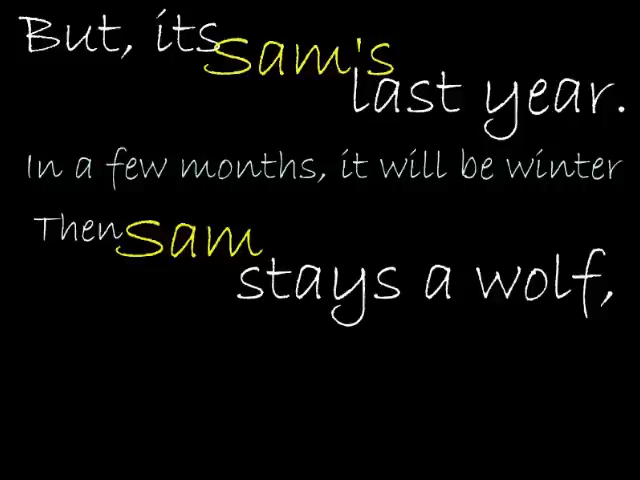 But, its Sam's
last year.
In a few months, it will be winter
Then Sam
stays a wolf,